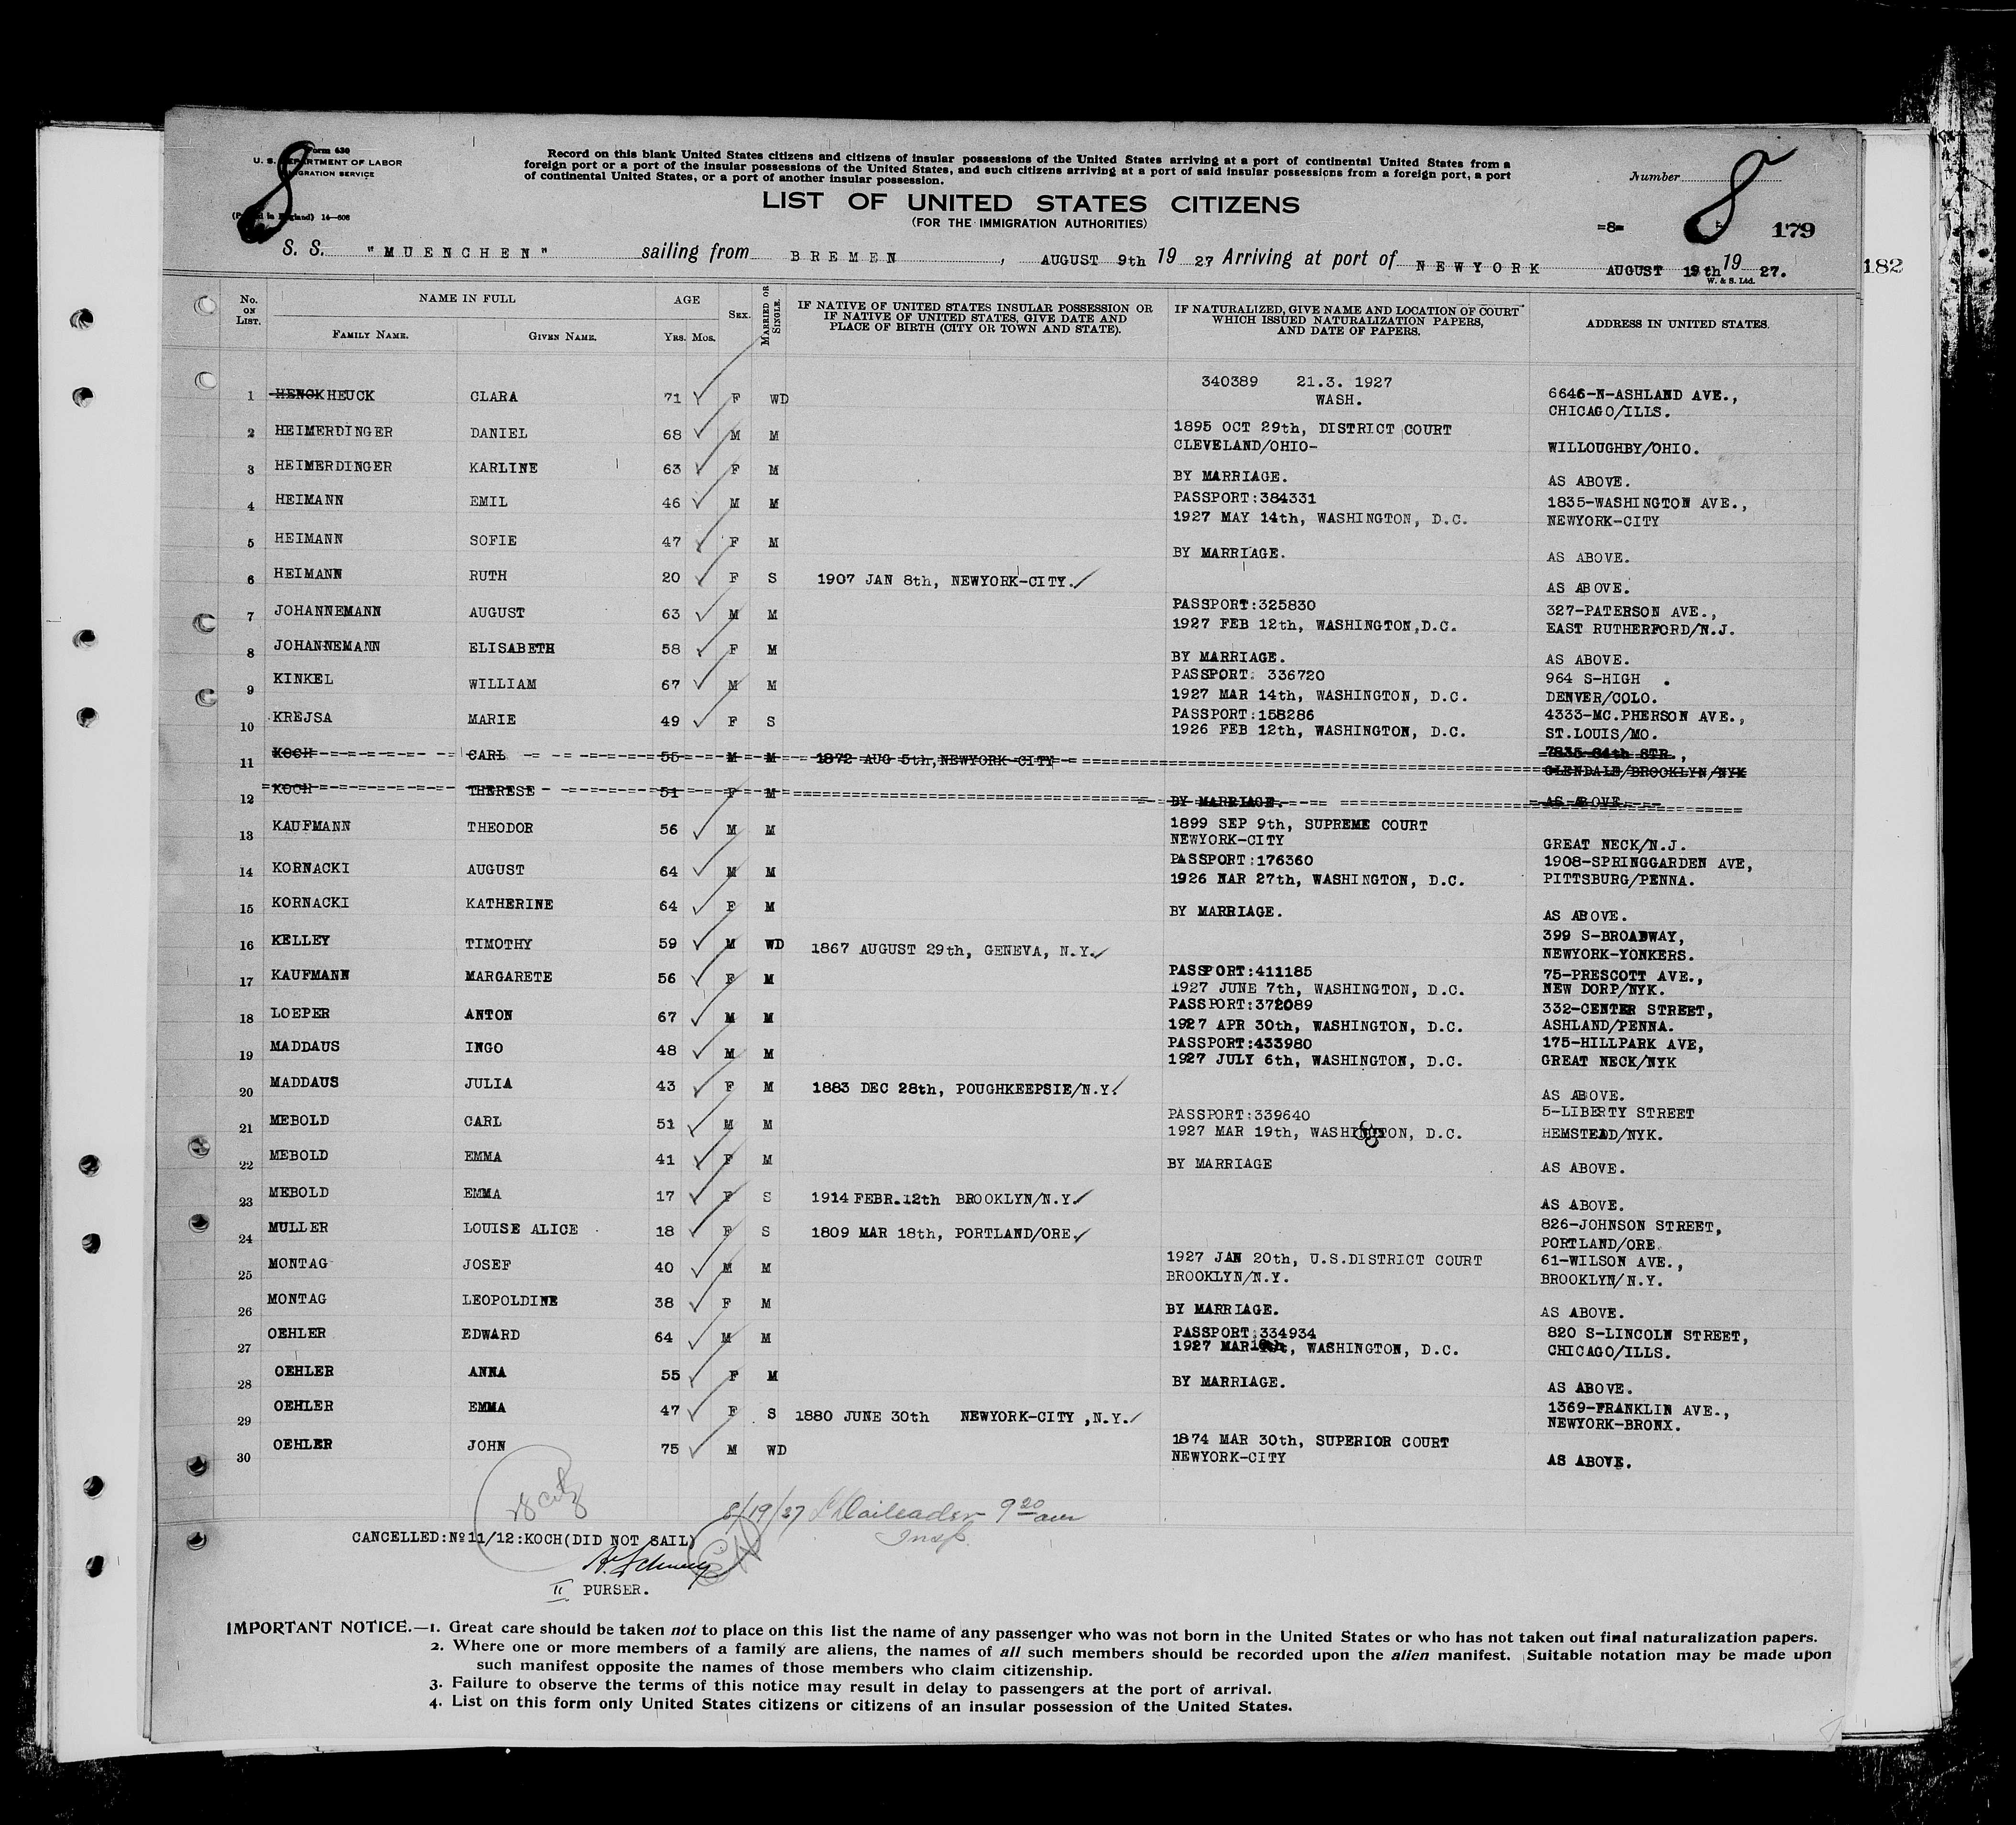 Form 630
U. S. DEPARTMENT OF LABOR
IMMIGRATION SERVICE
(Printed in England) 14—608
8
Record on this blank United States citizens and citizens of insular possessions of the United States arriving at a port of continental United States from a
foreign port or a port of the insular possessions of the United States, and such citizens arriving at a port of said insular possessions from a foreign port, a port
of continental United States, or a port of another insular possession.
LIST OF UNITED STATES CITIZENS
(FOR THE IMMIGRATION AUTHORITIES)
Number 8
=8= 179
182
S. S. "MUENCHEN" sailing from BREMEN, AUGUST 9th 19 27 Arriving at port of NEWYORK AUGUST 19th 19 27.
W. & S. Ltd.
No. ON LIST. NAME IN FULL FAMILY NAME. GIVEN NAME. AGE YRS. MOS. SEX. MARRIED OR SINGLE. IF NATIVE OF UNITED STATES INSULAR POSSESSION OR IF NATIVE OF UNITED STATES, GIVE DATE AND PLACE OF BIRTH (CITY OR TOWN AND STATE). IF NATURALIZED, GIVE NAME AND LOCATION OF COURT WHICH ISSUED NATURALIZATION PAPERS, AND DATE OF PAPERS. ADDRESS IN UNITED STATES.
1 HENCK HEUCK CLARA 71 F WD 340389 21.3. 1927 WASH. 6646-N-ASHLAND AVE., CHICAGO/ILLS.
2 HEIMERDINGER DANIEL 68 M M 1895 OCT 29th, DISTRICT COURT CLEVELAND/OHIO- WILLOUGHBY/OHIO.
3 HEIMERDINGER KARLINE 63 F M BY MARRIAGE. AS ABOVE.
4 HEIMANN EMIL 46 M M PASSPORT:384331 1927 MAY 14th, WASHINGTON, D.C. 1835-WASHINGTON AVE., NEWYORK-CITY
5 HEIMANN SOFIE 47 F M BY MARRIAGE. AS ABOVE.
6 HEIMANN RUTH 20 F S 1907 JAN 8th, NEWYORK-CITY. AS ABOVE.
7 JOHANNEMANN AUGUST 63 M M PASSPORT:325830 1927 FEB 12th, WASHINGTON,D.C. 327-PATERSON AVE., EAST RUTHERFORD/N.J.
8 JOHANNEMANN ELISABETH 58 F M BY MARRIAGE. AS ABOVE.
9 KINKEL WILLIAM 67 M M PASSPORT: 336720 1927 MAR 14th, WASHINGTON, D.C. 964 S-HIGH . DENVER/COLO.
10 KREJSA MARIE 49 F S PASSPORT:158286 1926 FEB 12th, WASHINGTON, D.C. 4333-MC.PHERSON AVE., ST.LOUIS/MO.
11 KOCH CARL 55 M M 1872 AUG 5th,NEWYORK-CITY 7835-84th STR., GLENDALE/BROOKLYN/NYK
12 KOCH THERESE 51 F M BY MARRIAGE. AS ABOVE.
13 KAUFMANN THEODOR 56 M M 1899 SEP 9th, SUPREME COURT NEWYORK-CITY GREAT NECK/N.J.
14 KORNACKI AUGUST 64 M M PASSPORT:176360 1926 MAR 27th, WASHINGTON, D.C. 1908-SPRINGGARDEN AVE, PITTSBURG/PENNA.
15 KORNACKI KATHERINE 64 F M BY MARRIAGE. AS ABOVE.
16 KELLEY TIMOTHY 59 M WD 1867 AUGUST 29th, GENEVA, N.Y. 399 S-BROADWAY, NEWYORK-YONKERS.
17 KAUFMANN MARGARETE 56 F M PASSPORT:411185 1927 JUNE 7th, WASHINGTON, D.C. 75-PRESCOTT AVE., NEW DORP/NYK.
18 LOEPER ANTON 67 M M PASSPORT:372089 1927 APR 30th, WASHINGTON, D.C. 332-CENTER STREET, ASHLAND/PENNA.
19 MADDAUS INGO 48 M M PASSPORT:433980 1927 JULY 6th, WASHINGTON, D.C. 175-HILLPARK AVE, GREAT NECK/NYK
20 MADDAUS JULIA 43 F M 1883 DEC 28th, POUGHKEEPSIE/N.Y. AS ABOVE.
21 MEBOLD CARL 51 M M PASSPORT:339640 1927 MAR 19th, WASHINGTON, D.C. 5-LIBERTY STREET HEMSTEAD/NYK.
22 MEBOLD EMMA 41 F M BY MARRIAGE AS ABOVE.
23 MEBOLD EMMA 17 F S 1914 FEBR.12th BROOKLYN/N.Y. AS ABOVE.
24 MULLER LOUISE ALICE 18 F S 1809 MAR 18th, PORTLAND/ORE. 826-JOHNSON STREET, PORTLAND/ORE.
25 MONTAG JOSEF 40 M M 1927 JAN 20th, U.S.DISTRICT COURT BROOKLYN/N.Y. 61-WILSON AVE., BROOKLYN/N.Y.
26 MONTAG LEOPOLDINE 38 F M BY MARRIAGE. AS ABOVE.
27 OEHLER EDWARD 64 M M PASSPORT:334934 1927 MAR , WASHINGTON, D.C. 820 S-LINCOLN STREET, CHICAGO/ILLS.
28 OEHLER ANNA 55 F M BY MARRIAGE. AS ABOVE.
29 OEHLER EMMA 47 F S 1880 JUNE 30th NEWYORK-CITY ,N.Y. 1369-FRANKLIN AVE., NEWYORK-BRONX.
30 OEHLER JOHN 75 M WD 1874 MAR 30th, SUPERIOR COURT NEWYORK-CITY AS ABOVE.
28 Citz
8/19/27 9 20 am
Insp.
CANCELLED:No 11/12:KOCH(DID NOT SAIL)
II PURSER.
IMPORTANT NOTICE.—1. Great care should be taken not to place on this list the name of any passenger who was not born in the United States or who has not taken out final naturalization papers.
2. Where one or more members of a family are aliens, the names of all such members should be recorded upon the alien manifest. Suitable notation may be made upon
such manifest opposite the names of those members who claim citizenship.
3. Failure to observe the terms of this notice may result in delay to passengers at the port of arrival.
4. List on this form only United States citizens or citizens of an insular possession of the United States.